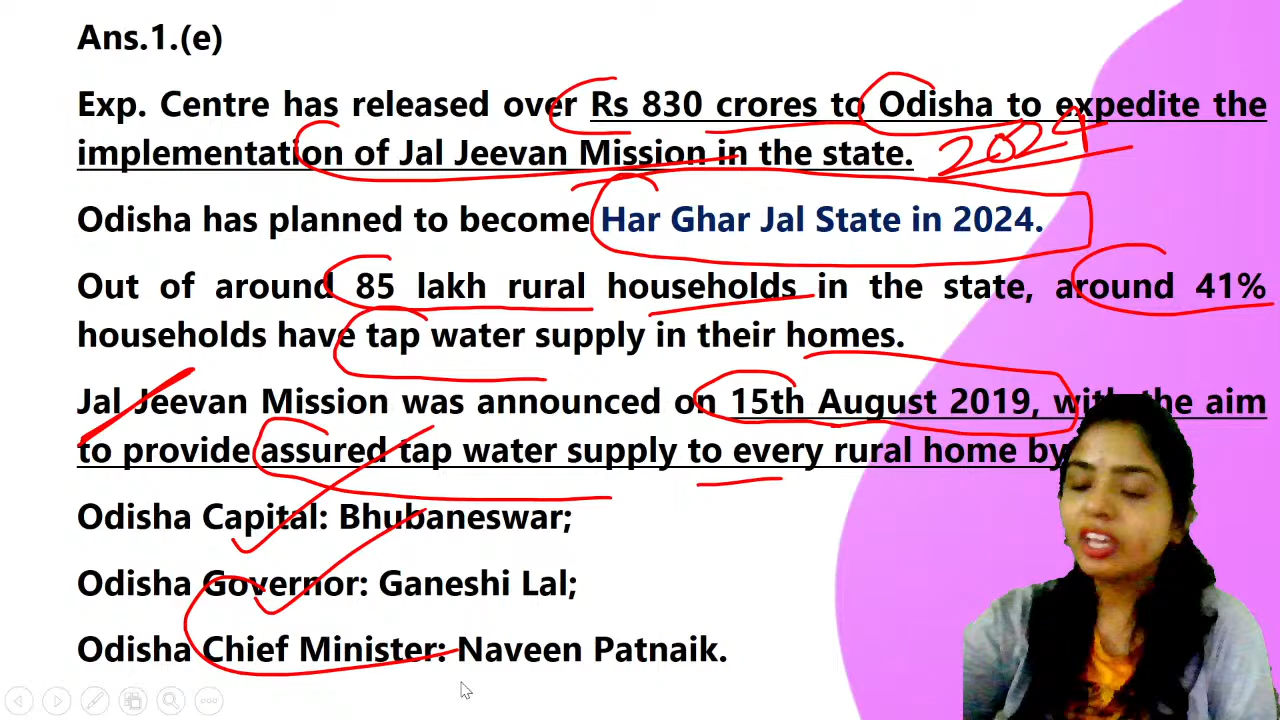 Ans.1.(e)
Exp. Centre has released over Rs 830 crores to Odisha to expedite the
implementation of Jal Jeevan Mission in the state. 2024
Odisha has planned to become Har Ghar Jal State in 2024.
Out of around 85 lakh rural households in the state, around 41%
households have tap water supply in their homes.
Jal Jeevan Mission was announced on 15th August 2019, with the aim
to provide assured tap water supply to every rural home by
Odisha Capital: Bhubaneswar;
Odisha Governor: Ganeshi Lal;
Odisha Chief Minister: Naveen Patnaik.